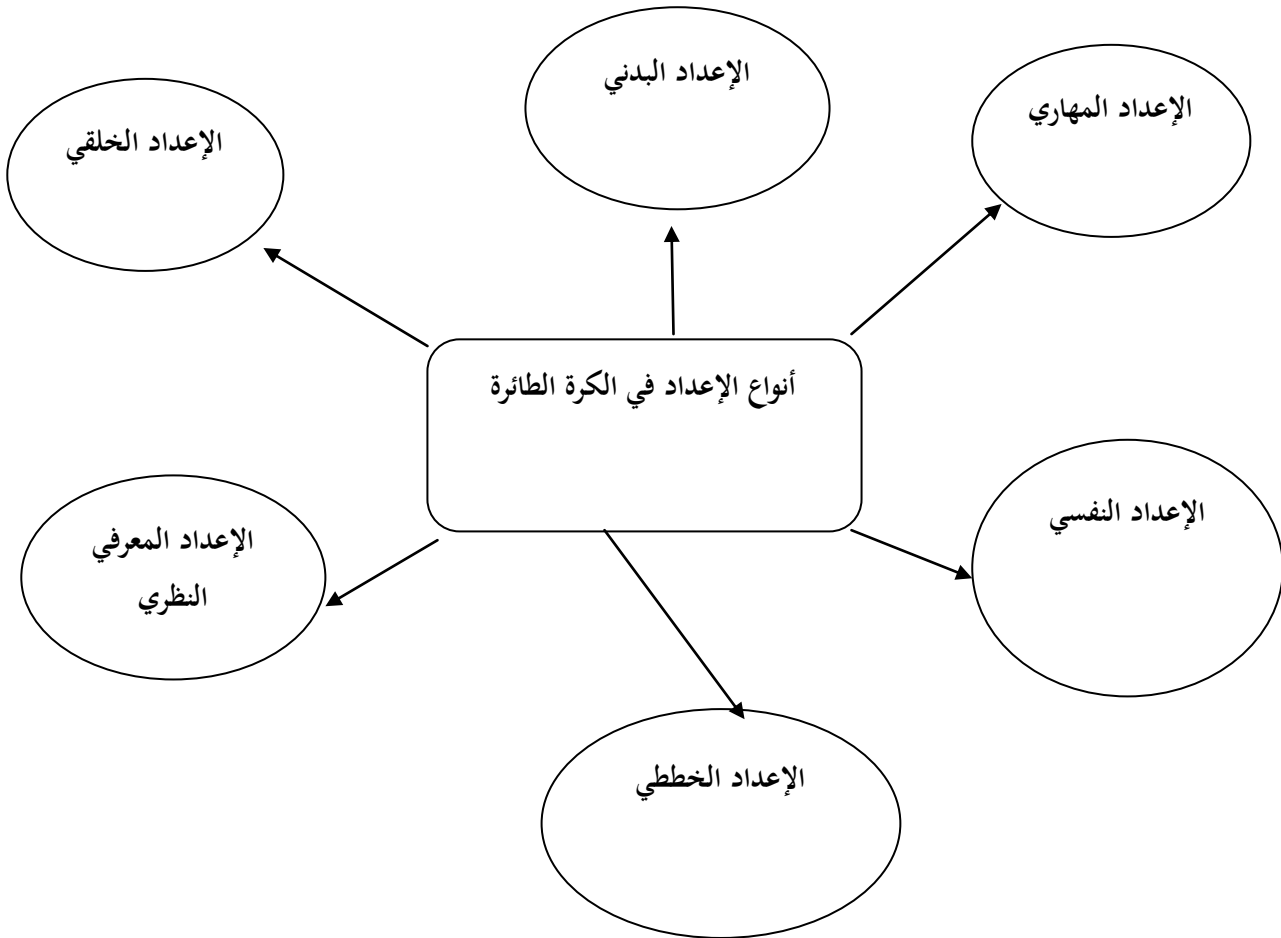 الإعداد البدني
الإعداد المهاري
الإعداد الخلقي
أنواع الإعداد في الكرة الطائرة
الإعداد النفسي
الإعداد المعرفي
النظري
الإعداد الخططي